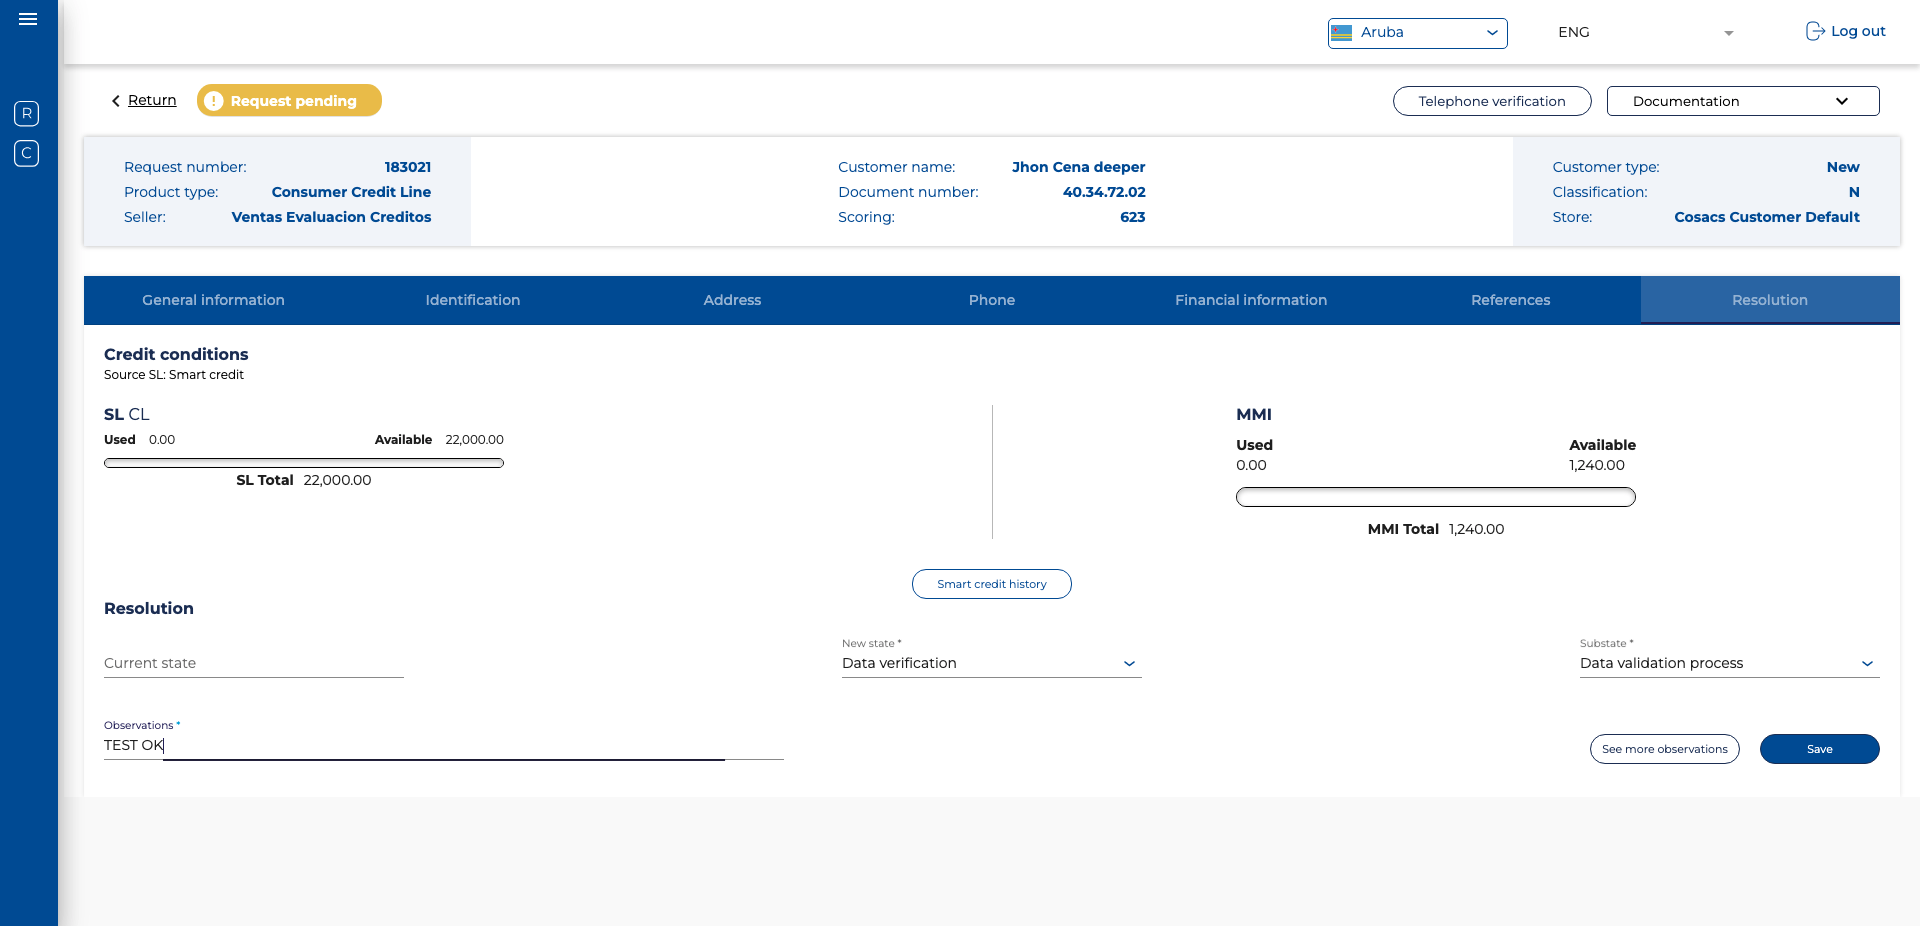 Aruba
ENG
Log out
R
C
Return
Request pending
Telephone verification
Documentation
Request number: 183021
Product type: Consumer Credit Line
Seller: Ventas Evaluacion Creditos
Customer name: Jhon Cena deeper
Document number: 40.34.72.02
Scoring: 623
Customer type: New
Classification: N
Store: Cosacs Customer Default
General information
Identification
Address
Phone
Financial information
References
Resolution
Credit conditions
Source SL: Smart credit
SL CL
Used 0.00 Available 22,000.00
SL Total 22,000.00
MMI
Used Available
0.00 1,240.00
MMI Total 1,240.00
Smart credit history
Resolution
Current state
New state *
Data verification
Substate *
Data validation process
Observations *
TEST OK
See more observations
Save